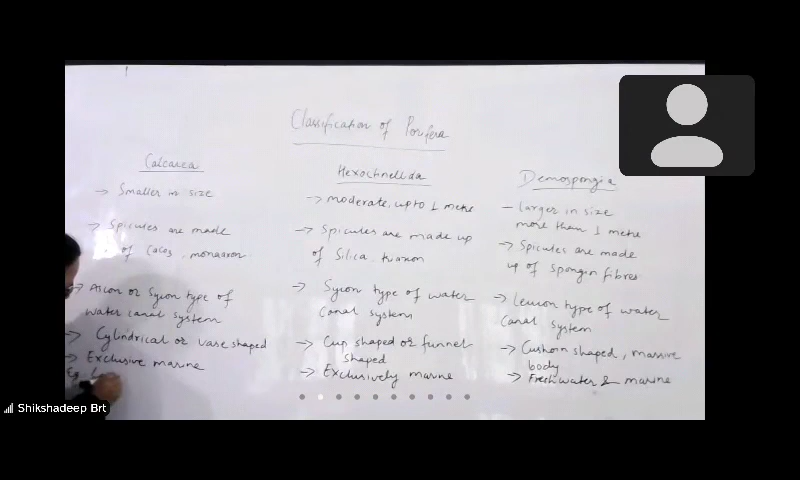 Classification of Porifera
Calcarea
→ Smaller in size
→ Spicules are made
of CaCO3, monoaxon
→ Ascon or Sycon type of
water canal system
→ Cylindrical or vase shaped
→ Exclusive marine
Eg. L
Hexactinellida
→ moderate, upto 1 metre
→ Spicules are made up
of Silica, triaxon
→ Sycon type of water
Canal system
→ Cup shaped or funnel
shaped
→ Exclusively marine
Demospongia
- larger in size
more than 1 metre
→ Spicules are made
up of Spongin fibres
→ Leucon type of water
canal system
→ Cushion shaped, massive
body
→ Freshwater & marine
Shikshadeep Brt